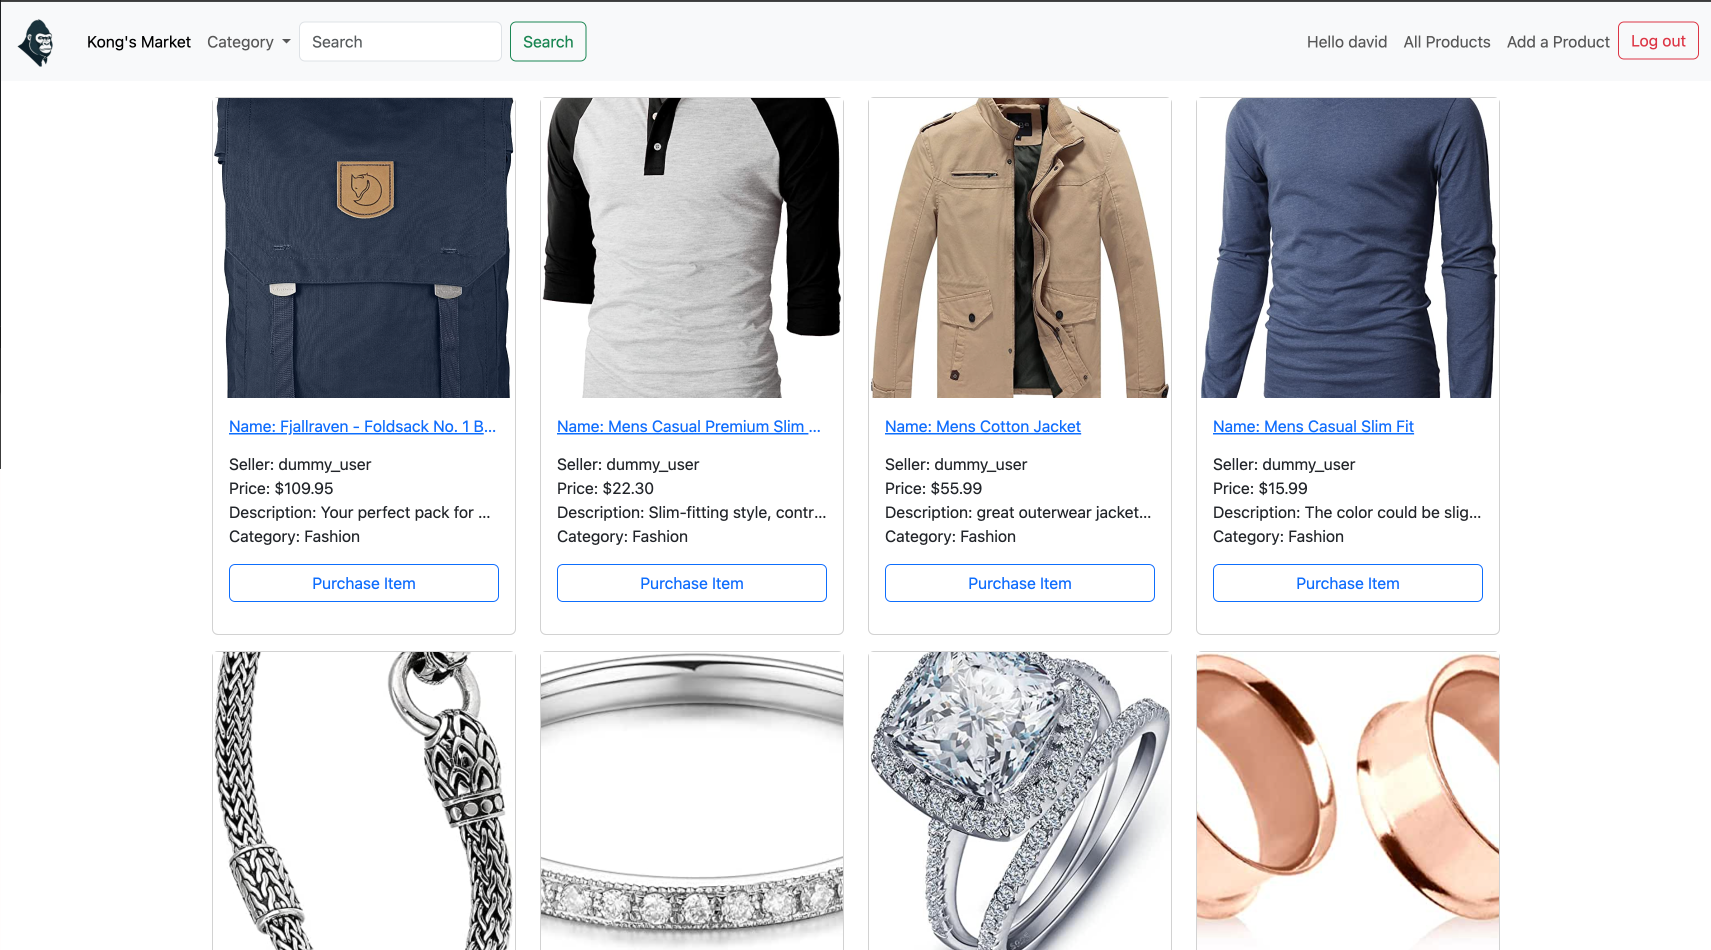 Kong's Market Category Search Search Hello david All Products Add a Product Log out
Name: Fjallraven - Foldsack No. 1 B...
Seller: dummy_user
Price: $109.95
Description: Your perfect pack for ...
Category: Fashion
Purchase Item
Name: Mens Casual Premium Slim ...
Seller: dummy_user
Price: $22.30
Description: Slim-fitting style, contr...
Category: Fashion
Purchase Item
Name: Mens Cotton Jacket
Seller: dummy_user
Price: $55.99
Description: great outerwear jacket...
Category: Fashion
Purchase Item
Name: Mens Casual Slim Fit
Seller: dummy_user
Price: $15.99
Description: The color could be slig...
Category: Fashion
Purchase Item